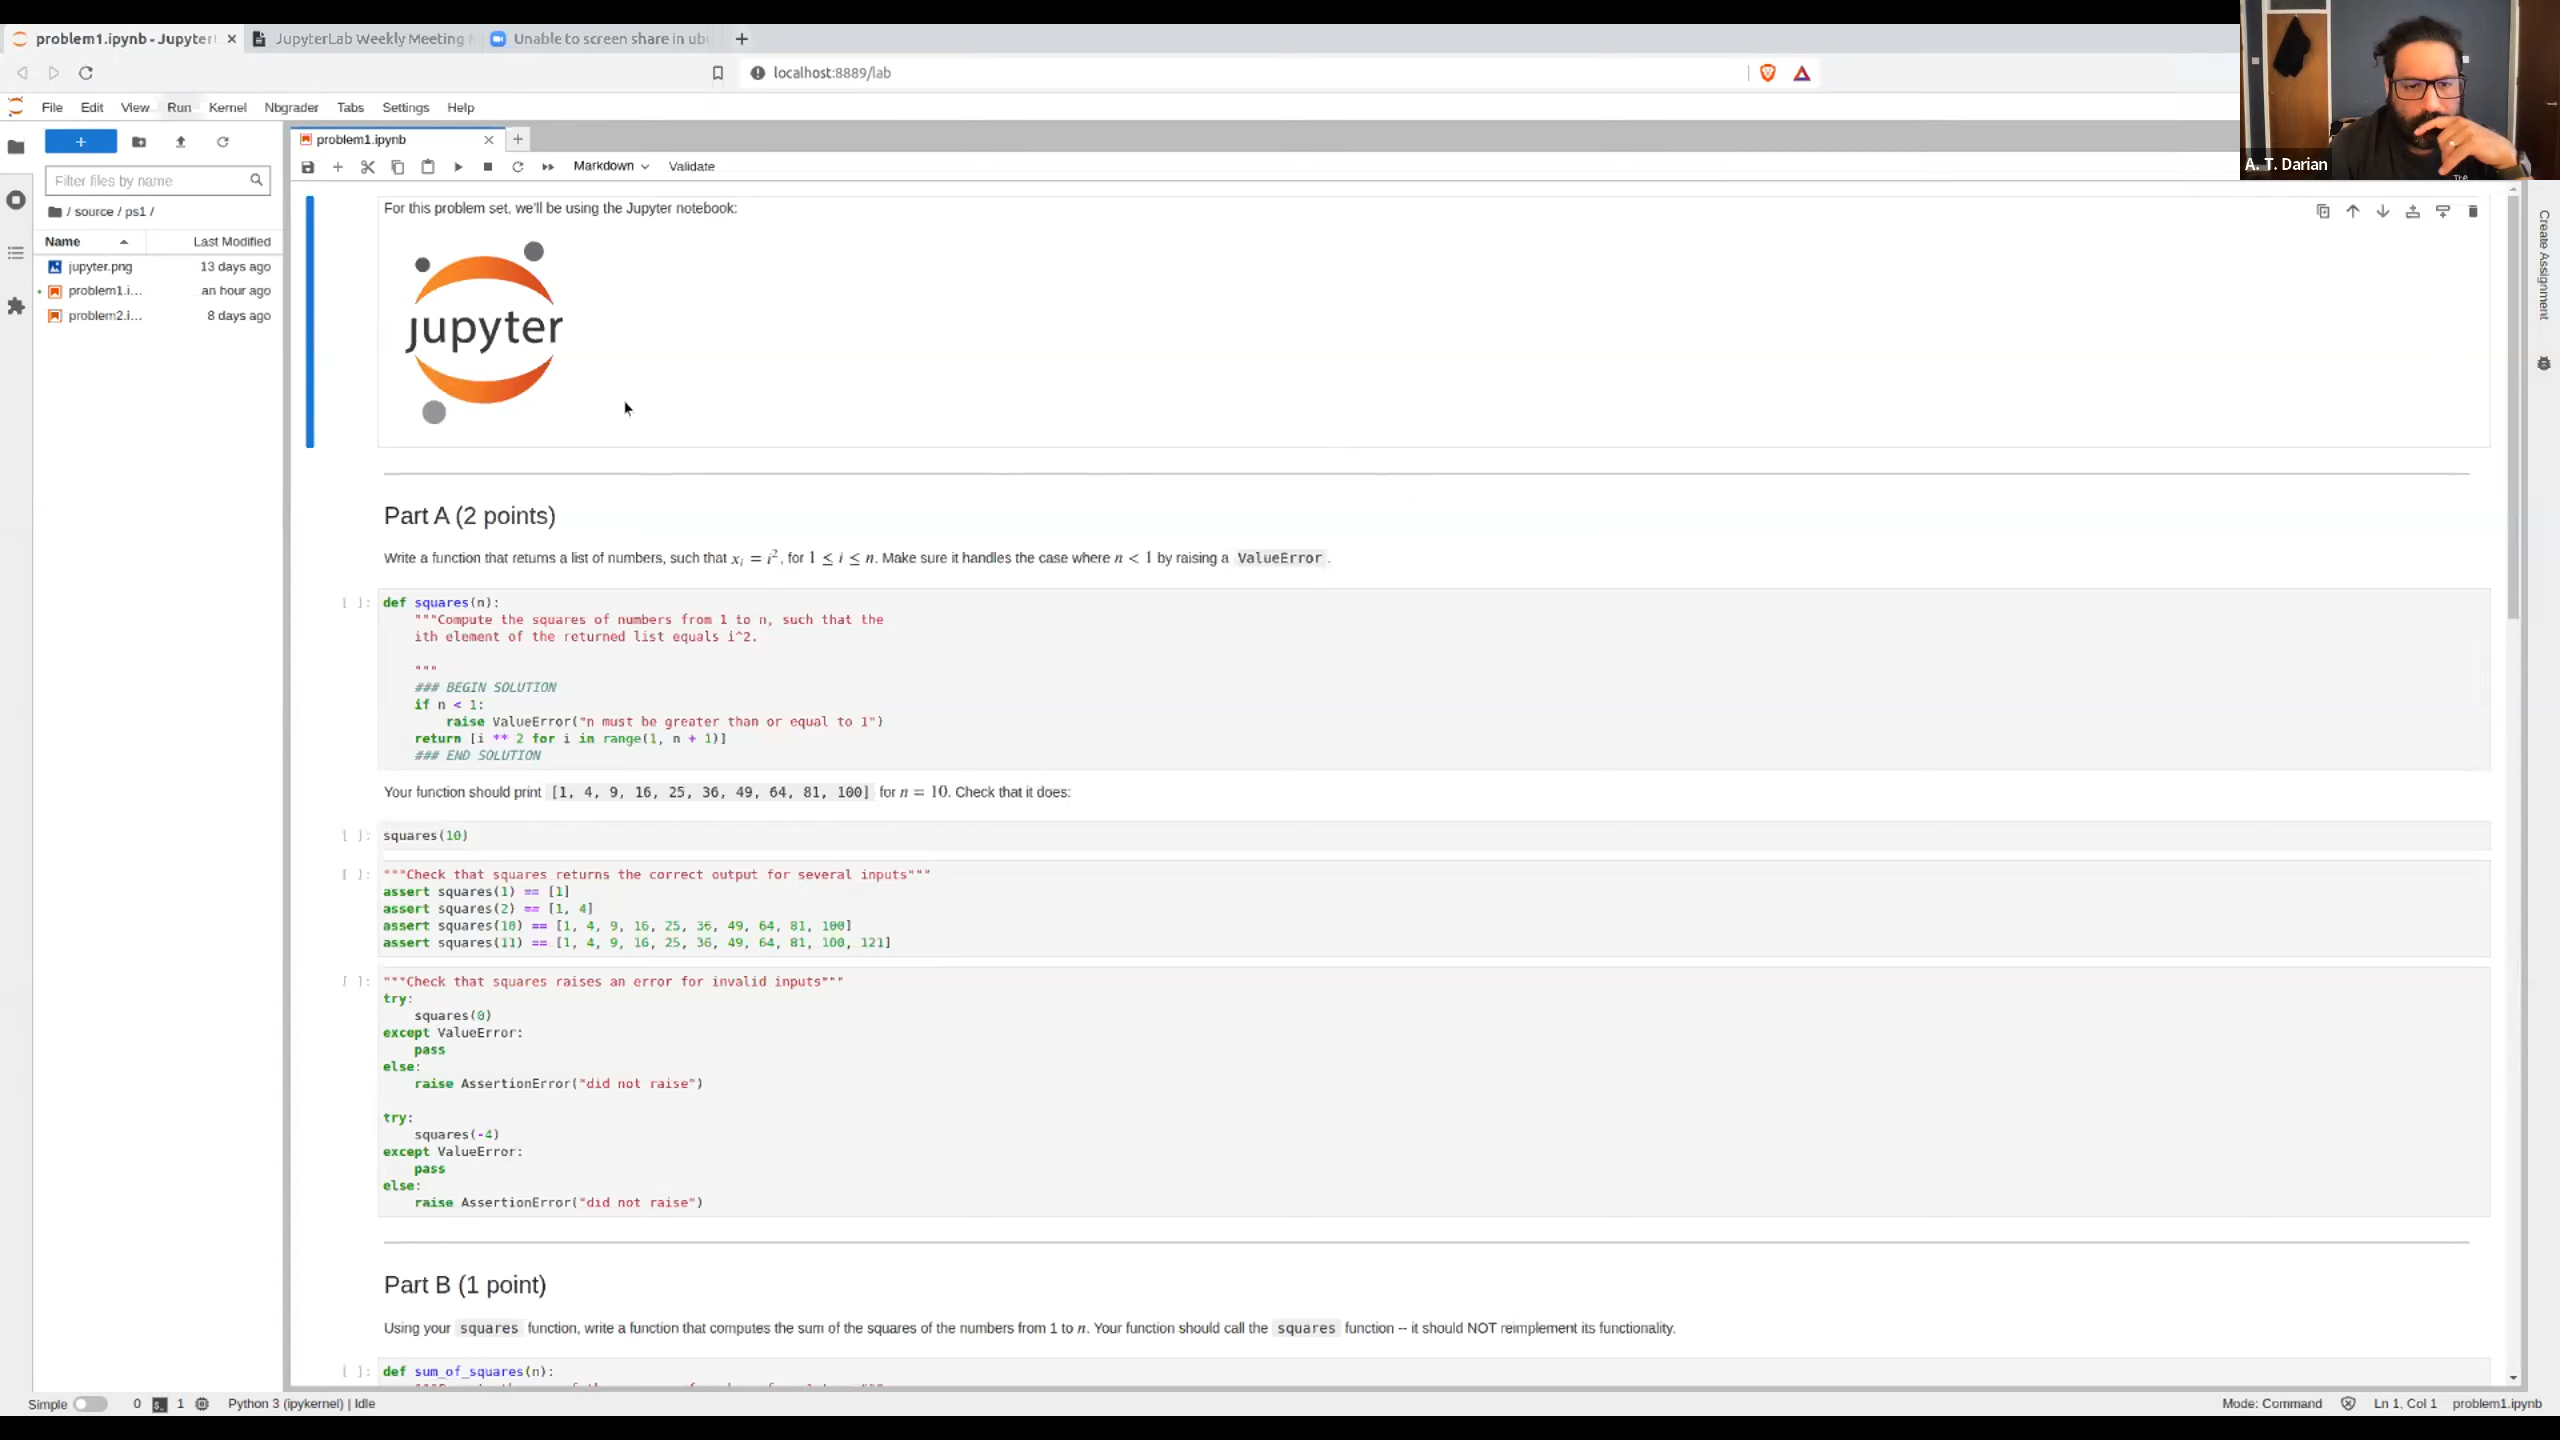 problem1.ipynb - Jupyter
JupyterLab Weekly Meeting
Unable to screen share in ub
localhost:8889/lab
A. T. Darian
File Edit View Run Kernel Nbgrader Tabs Settings Help
problem1.ipynb
Filter files by name
Markdown Validate
/ source / ps1 /
Name Last Modified
jupyter.png 13 days ago
problem1.i... an hour ago
problem2.i... 8 days ago
Create Assignment
For this problem set, we'll be using the Jupyter notebook:
jupyter
Part A (2 points)
Write a function that returns a list of numbers, such that xᵢ = i², for 1 ≤ i ≤ n. Make sure it handles the case where n < 1 by raising a ValueError.
[ ]: def squares(n):
"""Compute the squares of numbers from 1 to n, such that the
ith element of the returned list equals i^2.
"""
### BEGIN SOLUTION
if n < 1:
raise ValueError("n must be greater than or equal to 1")
return [i ** 2 for i in range(1, n + 1)]
### END SOLUTION
Your function should print [1, 4, 9, 16, 25, 36, 49, 64, 81, 100] for n = 10. Check that it does:
[ ]: squares(10)
[ ]: """Check that squares returns the correct output for several inputs"""
assert squares(1) == [1]
assert squares(2) == [1, 4]
assert squares(10) == [1, 4, 9, 16, 25, 36, 49, 64, 81, 100]
assert squares(11) == [1, 4, 9, 16, 25, 36, 49, 64, 81, 100, 121]
[ ]: """Check that squares raises an error for invalid inputs"""
try:
squares(0)
except ValueError:
pass
else:
raise AssertionError("did not raise")
try:
squares(-4)
except ValueError:
pass
else:
raise AssertionError("did not raise")
Part B (1 point)
Using your squares function, write a function that computes the sum of the squares of the numbers from 1 to n. Your function should call the squares function -- it should NOT reimplement its functionality.
[ ]: def sum_of_squares(n):
Simple 0 1 Python 3 (ipykernel) | Idle Mode: Command Ln 1, Col 1 problem1.ipynb